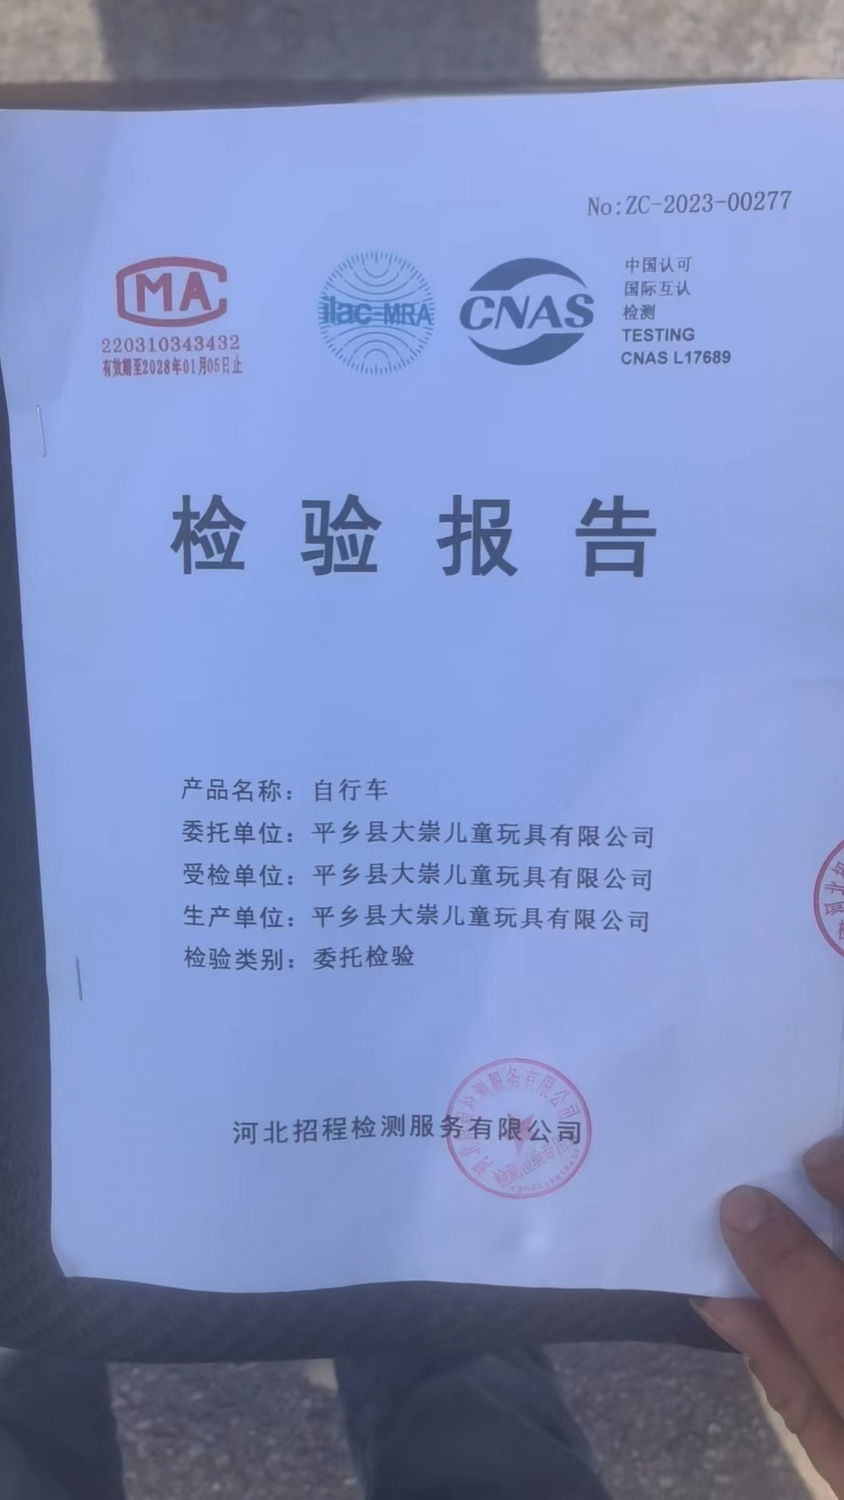 No:ZC-2023-00277
MA
220310343432
有效期至2028年01月05日止
ilac-MRA
CNAS
中国认可
国际互认
检测
TESTING
CNAS L17689
检验报告
产品名称：自行车
委托单位：平乡县大崇儿童玩具有限公司
受检单位：平乡县大崇儿童玩具有限公司
生产单位：平乡县大崇儿童玩具有限公司
检验类别：委托检验
河北招程检测服务有限公司